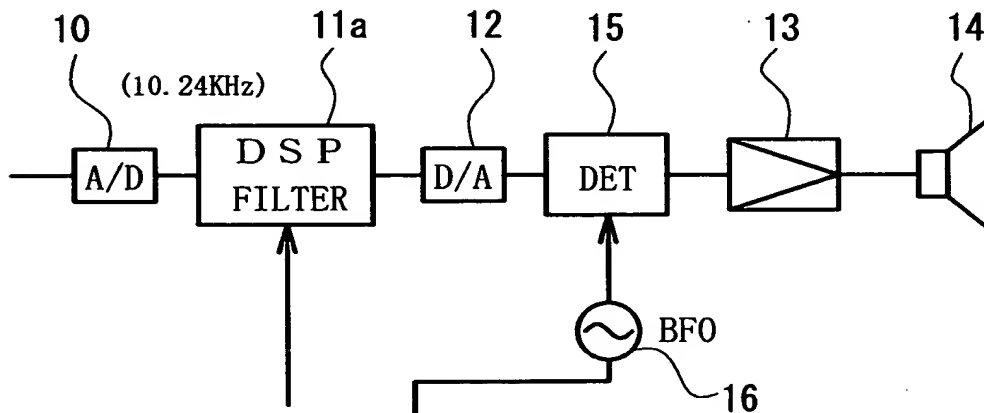 10
11a
12
15
13
14
(10.24KHz)
A/D
DSP
FILTER
D/A
DET
BFO
16